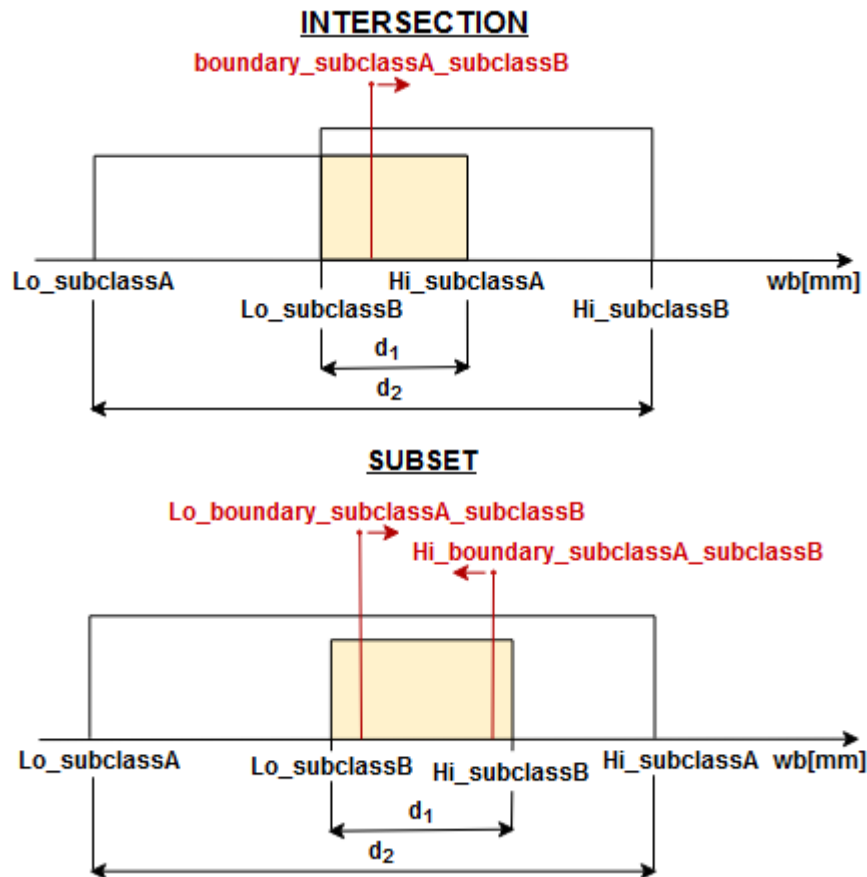 INTERSECTION
boundary_subclassA_subclassB
Lo_subclassA
Hi_subclassA
wb[mm]
Lo_subclassB
Hi_subclassB
d1
d2
SUBSET
Lo_boundary_subclassA_subclassB
Hi_boundary_subclassA_subclassB
Lo_subclassA
Lo_subclassB
Hi_subclassB
Hi_subclassA
wb[mm]
d1
d2